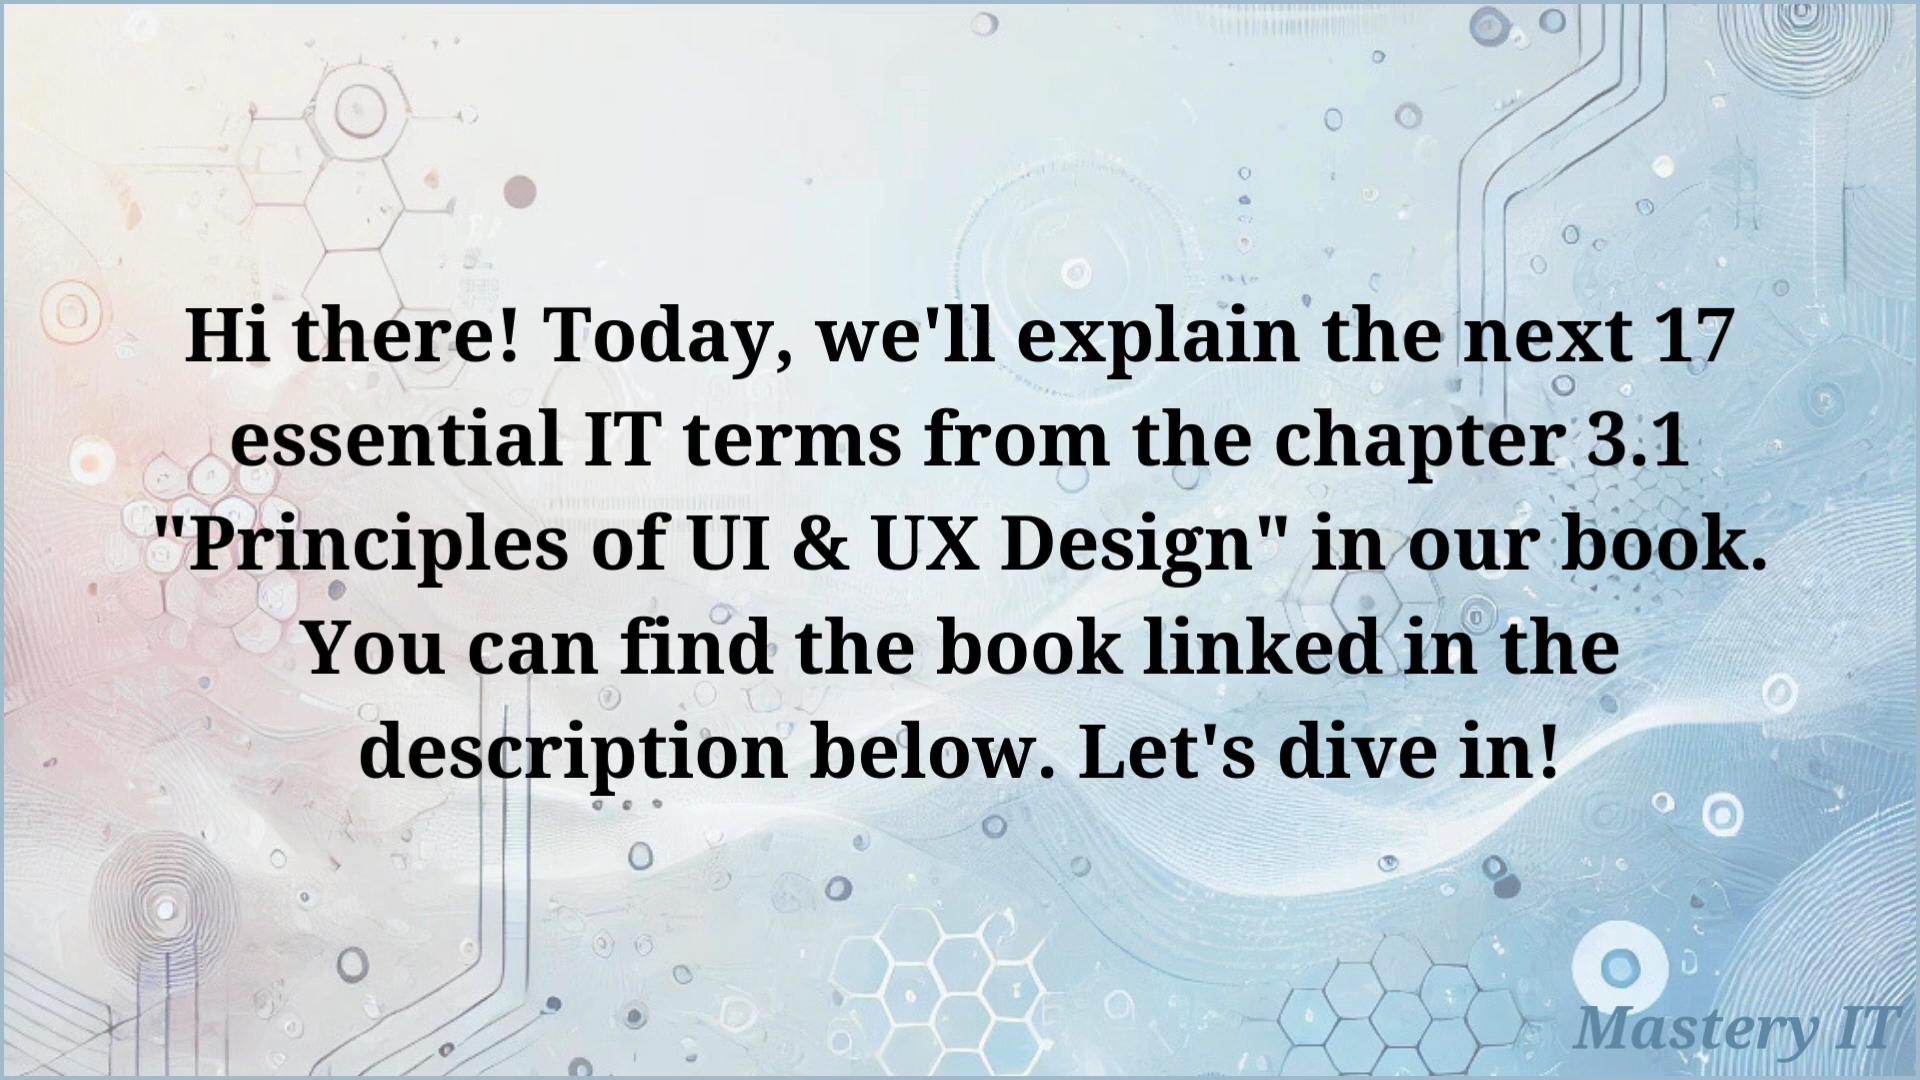 Hi there! Today, we'll explain the next 17
essential IT terms from the chapter 3.1
"Principles of UI & UX Design" in our book.
You can find the book linked in the
description below. Let's dive in!
Mastery IT